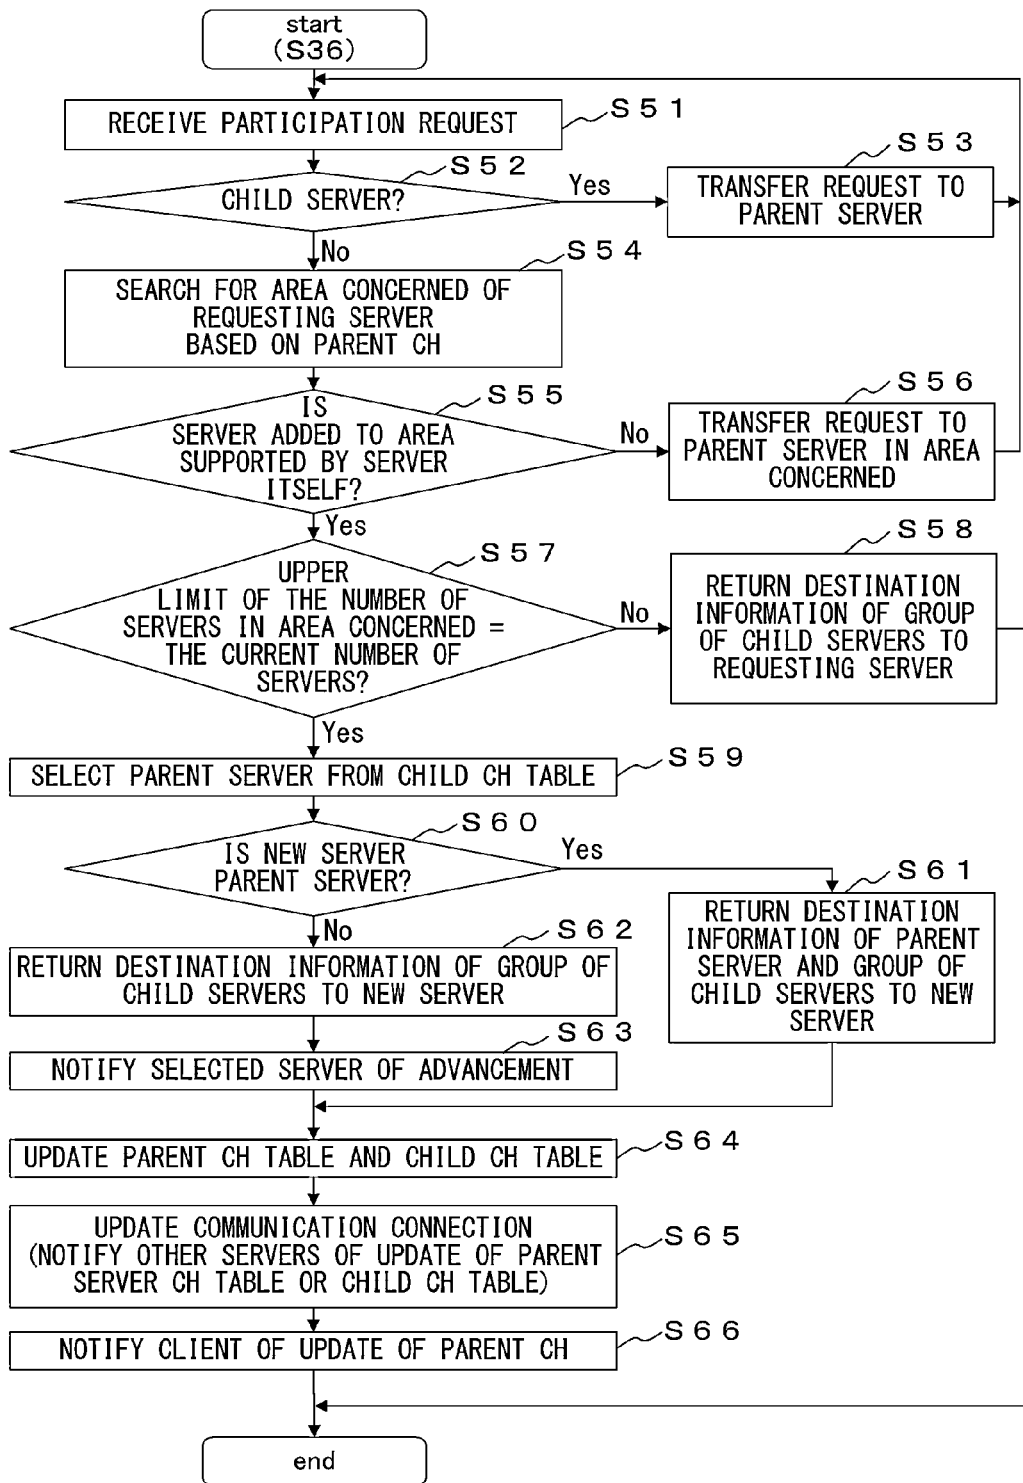 start
(S36)
RECEIVE PARTICIPATION REQUEST
S51
CHILD SERVER?
S52
Yes
TRANSFER REQUEST TO
PARENT SERVER
S53
No
SEARCH FOR AREA CONCERNED OF
REQUESTING SERVER
BASED ON PARENT CH
S54
IS
SERVER ADDED TO AREA
SUPPORTED BY SERVER
ITSELF?
S55
No
TRANSFER REQUEST TO
PARENT SERVER IN AREA
CONCERNED
S56
Yes
UPPER
LIMIT OF THE NUMBER OF
SERVERS IN AREA CONCERNED =
THE CURRENT NUMBER OF
SERVERS?
S57
No
RETURN DESTINATION
INFORMATION OF GROUP
OF CHILD SERVERS TO
REQUESTING SERVER
S58
Yes
SELECT PARENT SERVER FROM CHILD CH TABLE
S59
IS NEW SERVER
PARENT SERVER?
S60
Yes
RETURN DESTINATION
INFORMATION OF PARENT
SERVER AND GROUP OF
CHILD SERVERS TO NEW
SERVER
S61
No
RETURN DESTINATION INFORMATION OF GROUP OF
CHILD SERVERS TO NEW SERVER
S62
NOTIFY SELECTED SERVER OF ADVANCEMENT
S63
UPDATE PARENT CH TABLE AND CHILD CH TABLE
S64
UPDATE COMMUNICATION CONNECTION
(NOTIFY OTHER SERVERS OF UPDATE OF PARENT
SERVER CH TABLE OR CHILD CH TABLE)
S65
NOTIFY CLIENT OF UPDATE OF PARENT CH
S66
end